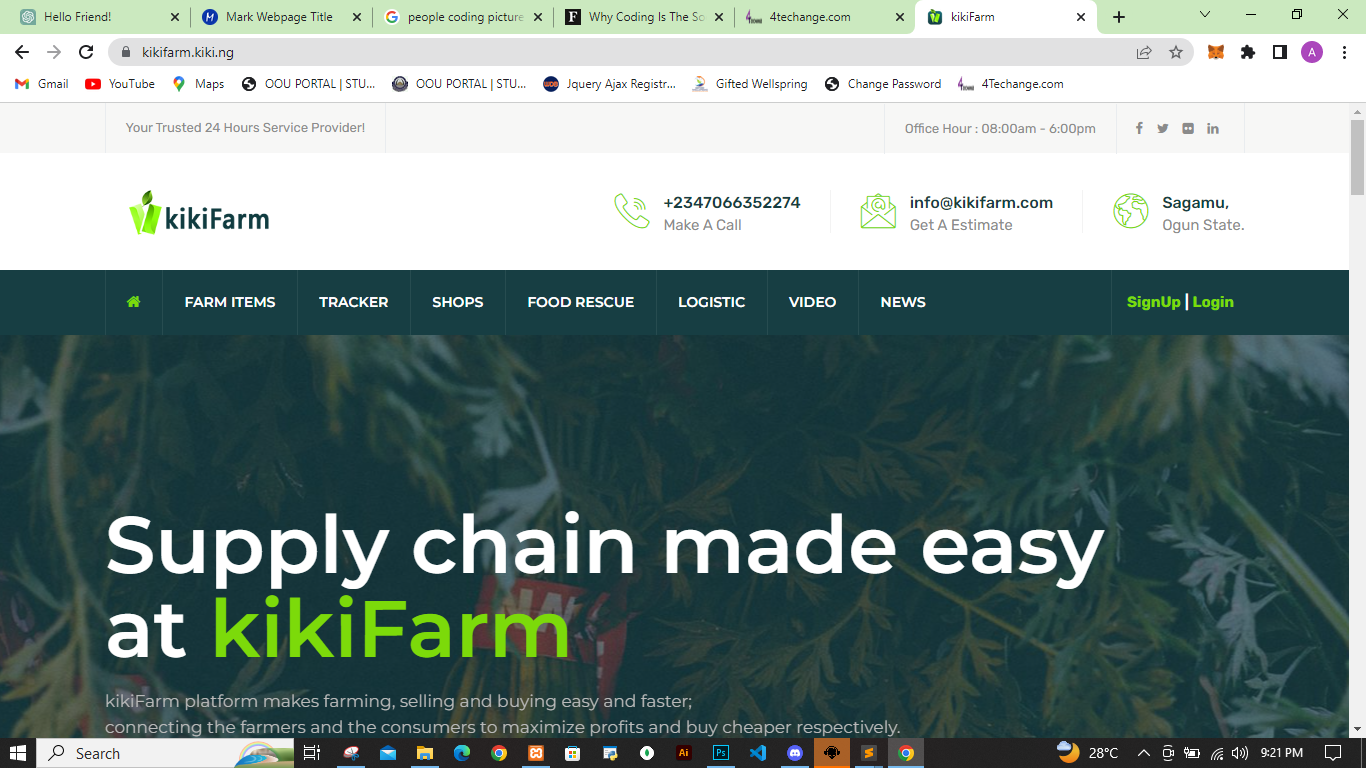 Hello Friend!
Mark Webpage Title
people coding picture
Why Coding Is The So
4techange.com
kikiFarm
kikifarm.kiki.ng
A
Gmail
YouTube
Maps
OOU PORTAL | STU...
OOU PORTAL | STU...
Jquery Ajax Registr...
Gifted Wellspring
Change Password
4Techange.com
Your Trusted 24 Hours Service Provider!
Office Hour : 08:00am - 6:00pm
kikiFarm
+2347066352274
Make A Call
info@kikifarm.com
Get A Estimate
Sagamu,
Ogun State.
FARM ITEMS
TRACKER
SHOPS
FOOD RESCUE
LOGISTIC
VIDEO
NEWS
SignUp | Login
Supply chain made easy
at kikiFarm
kikiFarm platform makes farming, selling and buying easy and faster;
connecting the farmers and the consumers to maximize profits and buy cheaper respectively.
Search
Ai
Ps
28°C
9:21 PM